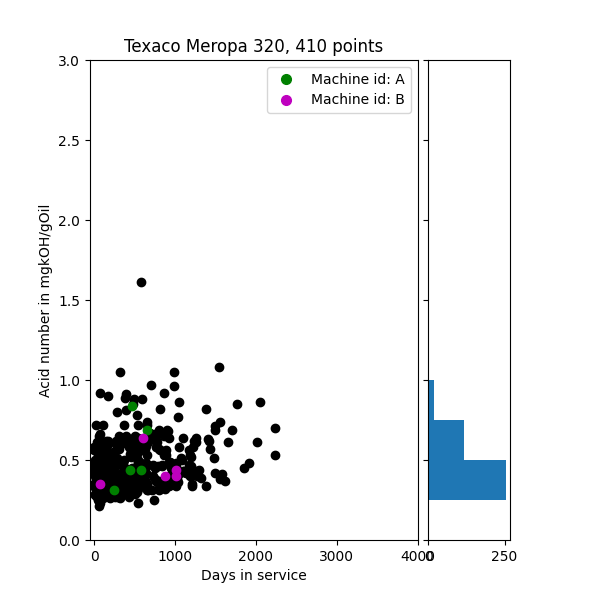 Texaco Meropa 320, 410 points
Machine id: A
Machine id: B
3.0
2.5
2.0
1.5
1.0
0.5
0.0
Acid number in mgkOH/gOil
0 1000 2000 3000 4000
0 250
Days in service